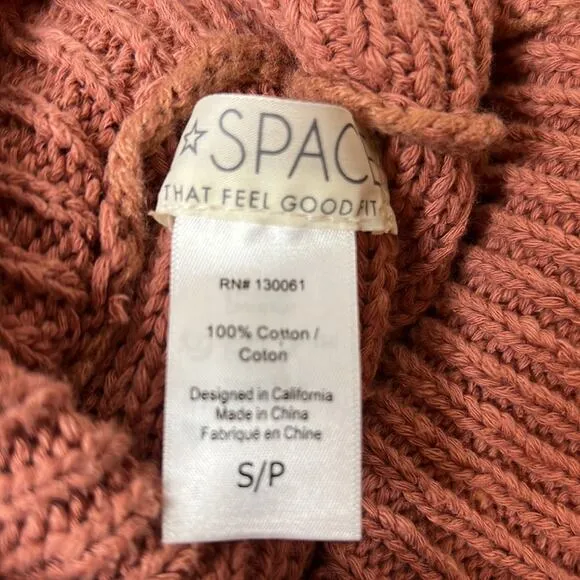 SPACE
THAT FEEL GOOD FIT
RN# 130061
100% Cotton /
Coton
Designed in California
Made in China
Fabriqué en Chine
S/P